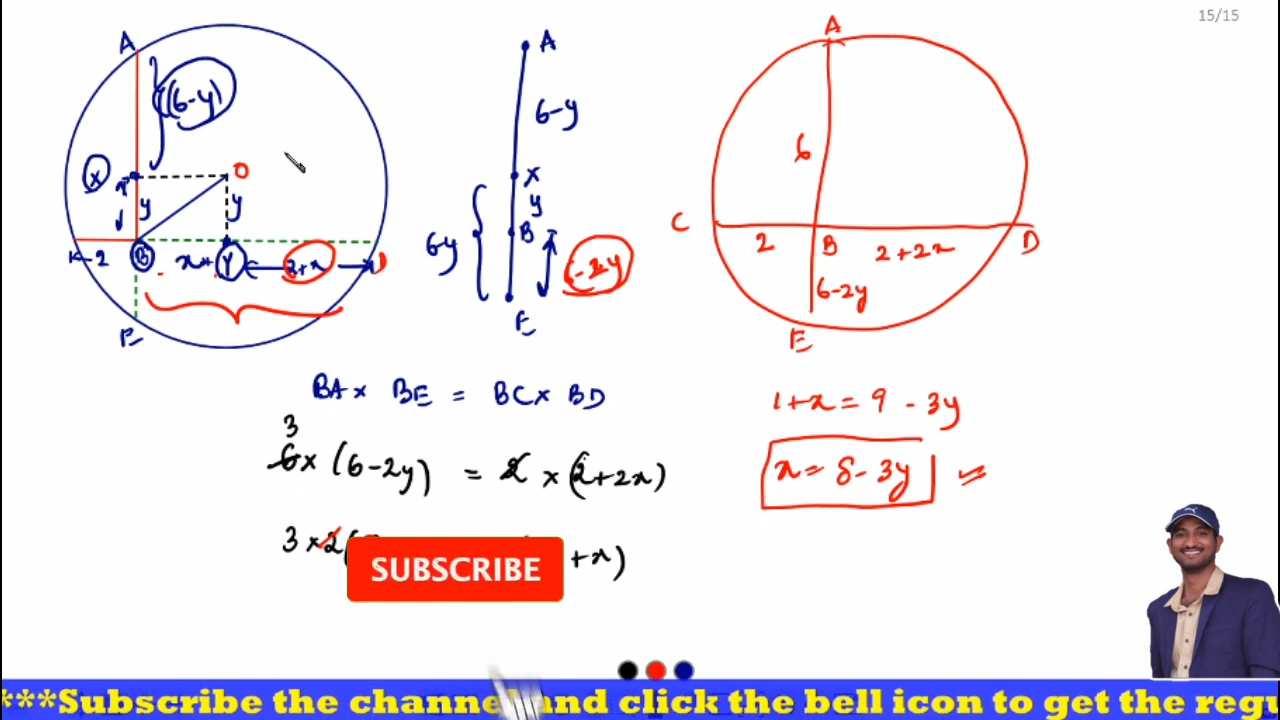 15/15
A
(6-y)
x
O
y
y
2
B
x
Y
2+x
D
E
A
6-y
x
y
B
6-y
-2y
E
A
6
C
2
B
2+2x
D
6-2y
E
BA × BE = BC × BD
3
6× (6-2y) = 2 × (2+2x)
3 × 2(
+x)
1+x = 9 - 3y
x = 8 - 3y
SUBSCRIBE
***Subscribe the channel and click the bell icon to get the regu